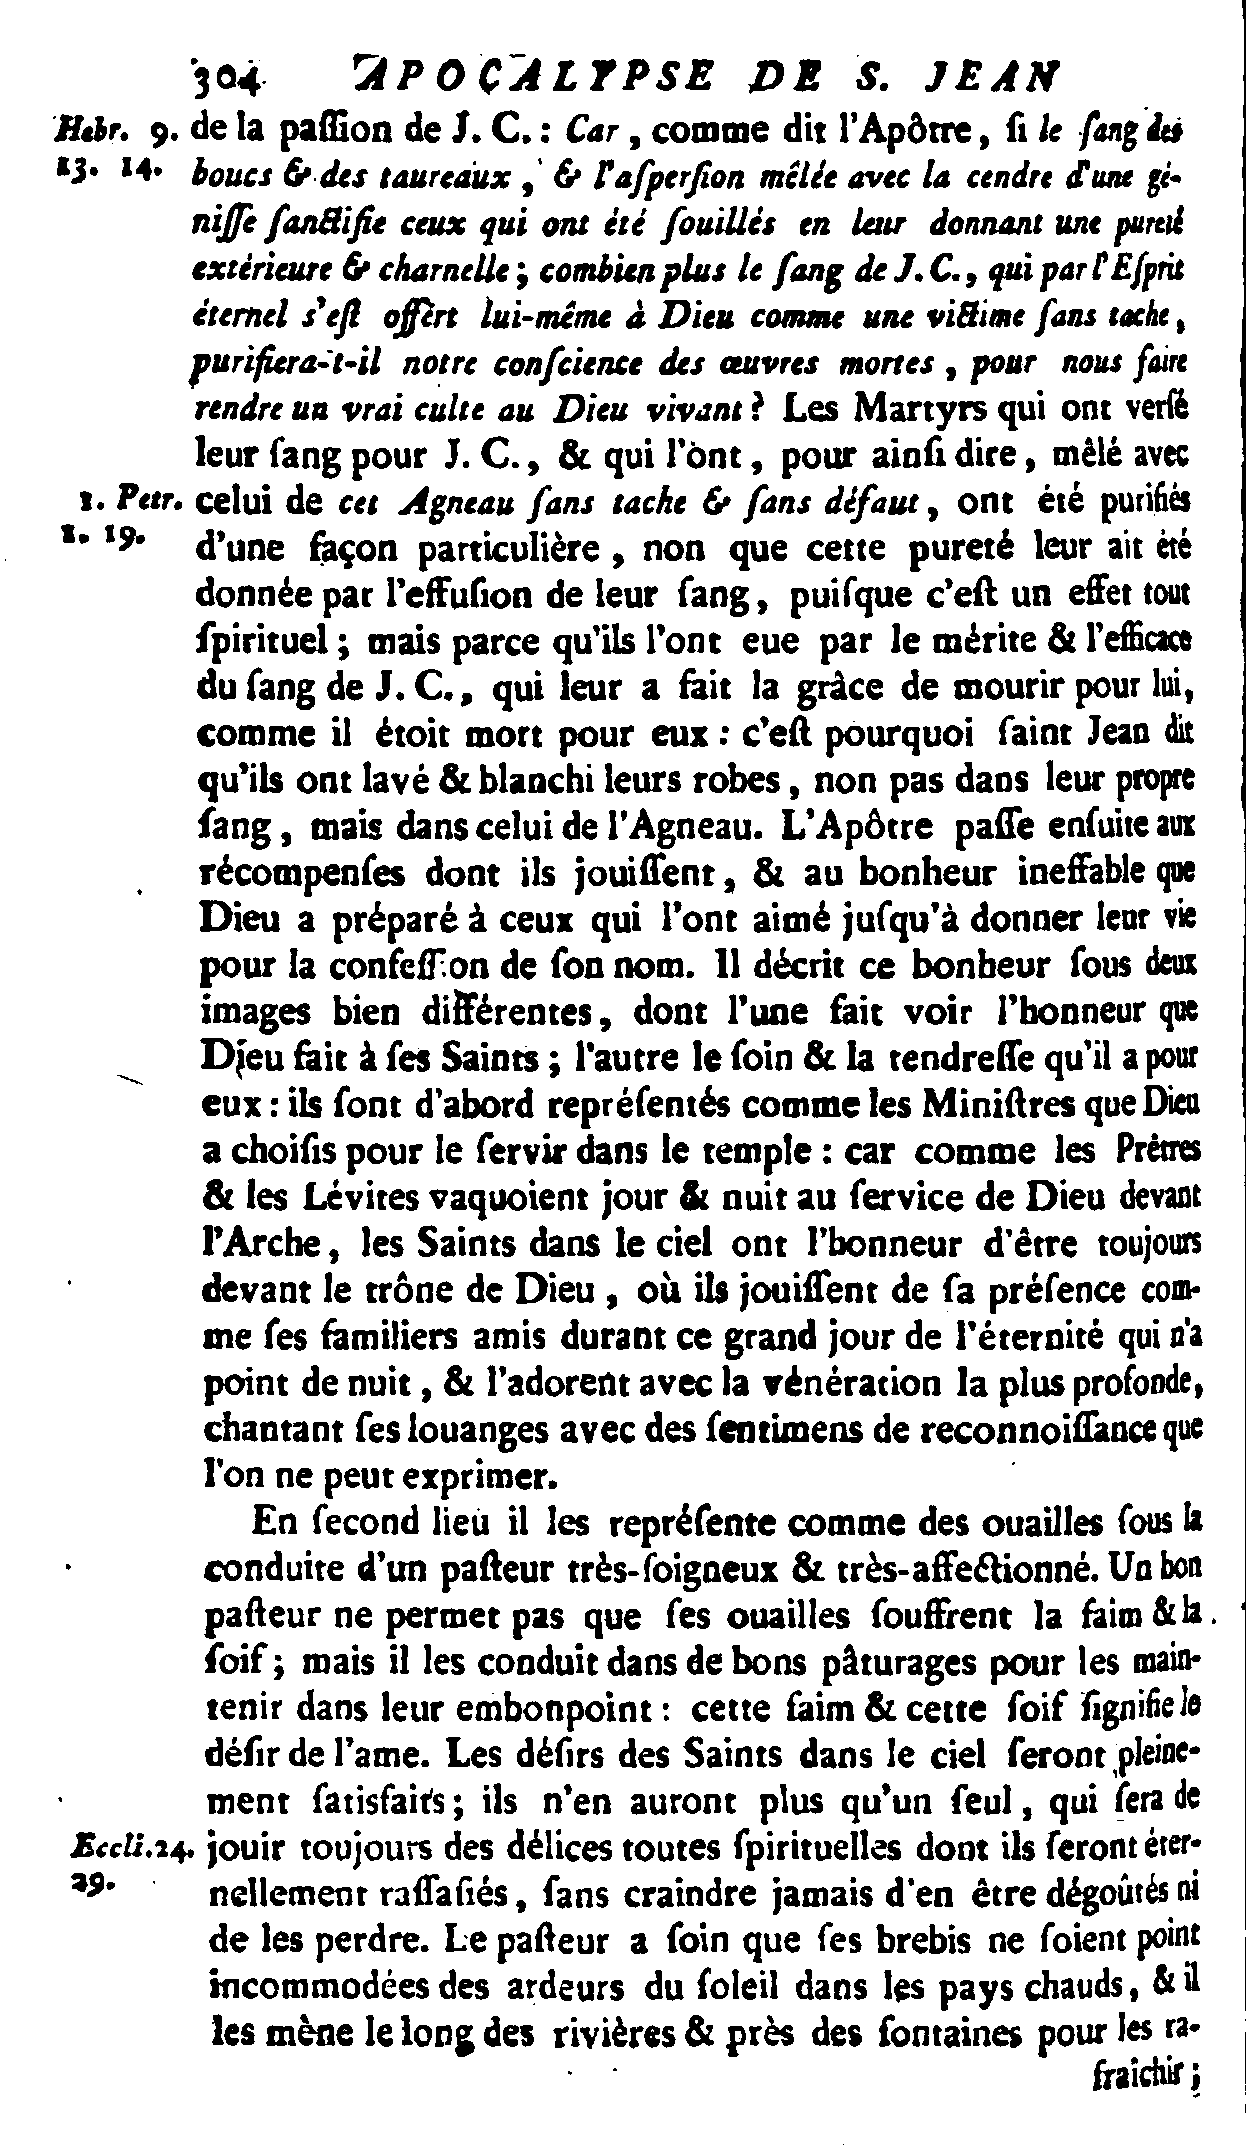 304 APOCALYPSE DE S. JEAN
Hebr. 9. de la paſſion de J. C. : Car, comme dit l'Apôtre, ſi le ſang des
13. 14. boucs & des taureaux, & l'aſperſion mêlée avec la cendre d'une gé-
niſſe ſanctifie ceux qui ont été ſouillés en leur donnant une pureté
extérieure & charnelle ; combien plus le ſang de J. C., qui par l'Eſprit
éternel s'eſt offert lui-même à Dieu comme une victime ſans tache,
purifiera-t-il notre conſcience des œuvres mortes, pour nous faire
rendre un vrai culte au Dieu vivant ? Les Martyrs qui ont verſé
leur ſang pour J. C., & qui l'ont, pour ainſi dire, mêlé avec
1. Petr. celui de cet Agneau ſans tache & ſans défaut, ont été purifiés
1. 19. d'une façon particulière, non que cette pureté leur ait été
donnée par l'effuſion de leur ſang, puiſque c'eſt un effet tout
ſpirituel ; mais parce qu'ils l'ont eue par le mérite & l'efficace
du ſang de J. C., qui leur a fait la grâce de mourir pour lui,
comme il étoit mort pour eux : c'eſt pourquoi ſaint Jean dit
qu'ils ont lavé & blanchi leurs robes, non pas dans leur propre
ſang, mais dans celui de l'Agneau. L'Apôtre paſſe enſuite aux
récompenſes dont ils jouiſſent, & au bonheur ineffable que
Dieu a préparé à ceux qui l'ont aimé juſqu'à donner leur vie
pour la confeſſion de ſon nom. Il décrit ce bonheur ſous deux
images bien différentes, dont l'une fait voir l'honneur que
Dieu fait à ſes Saints ; l'autre le ſoin & la tendreſſe qu'il a pour
eux : ils ſont d'abord repréſentés comme les Miniſtres que Dieu
a choiſis pour le ſervir dans le temple : car comme les Prêtres
& les Lévites vaquoient jour & nuit au ſervice de Dieu devant
l'Arche, les Saints dans le ciel ont l'honneur d'être toujours
devant le trône de Dieu, où ils jouiſſent de ſa préſence com-
me ſes familiers amis durant ce grand jour de l'éternité qui n'a
point de nuit, & l'adorent avec la vénération la plus profonde,
chantant ſes louanges avec des ſentimens de reconnoiſſance que
l'on ne peut exprimer.
En ſecond lieu il les repréſente comme des ouailles ſous la
conduite d'un paſteur très-ſoigneux & très-affectionné. Un bon
paſteur ne permet pas que ſes ouailles ſouffrent la faim & la
ſoif ; mais il les conduit dans de bons pâturages pour les main-
tenir dans leur embonpoint : cette faim & cette ſoif ſignifie le
déſir de l'ame. Les déſirs des Saints dans le ciel ſeront pleine-
ment ſatisfaits ; ils n'en auront plus qu'un ſeul, qui ſera de
Eccli. 24. jouir toujours des délices toutes ſpirituelles dont ils ſeront éter-
29. nellement raſſaſiés, ſans craindre jamais d'en être dégoûtés ni
de les perdre. Le paſteur a ſoin que ſes brebis ne ſoient point
incommodées des ardeurs du ſoleil dans les pays chauds, & il
les mène le long des rivières & près des fontaines pour les ra-
fraîchir ;